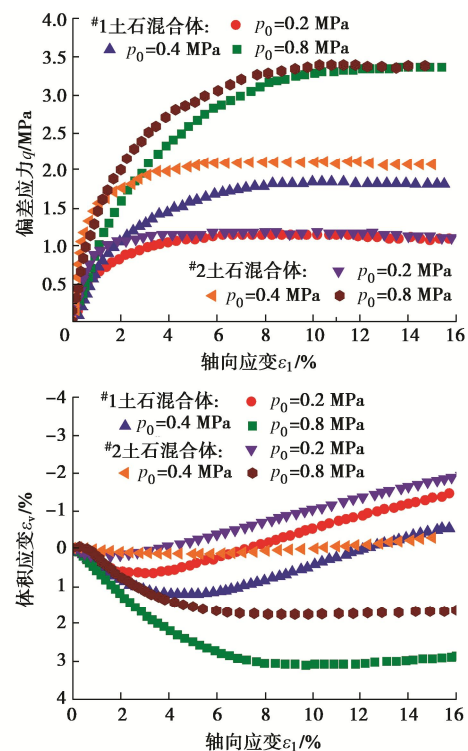 4.0
#1土石混合体: p0=0.2 MPa
3.5
p0=0.4 MPa p0=0.8 MPa
3.0
2.5
2.0
1.5
1.0
0.5
偏差应力q/MPa
#2土石混合体: p0=0.2 MPa
p0=0.4 MPa p0=0.8 MPa
0 2 4 6 8 10 12 14 16
轴向应变ε1/%
-4
#1土石混合体: p0=0.2 MPa
-3
p0=0.4 MPa p0=0.8 MPa
#2土石混合体: p0=0.2 MPa
-2
p0=0.4 MPa p0=0.8 MPa
-1
0
1
2
3
4
体积应变εv/%
0 2 4 6 8 10 12 14 16
轴向应变ε1/%